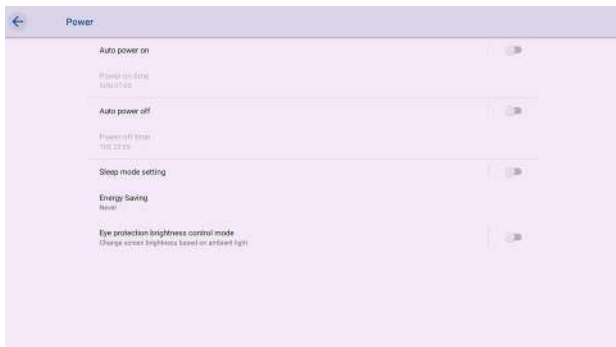 Power
Auto power on
Power on time
Auto power off
Power off time
Sleep mode setting
Energy Saving
Never
Eye protection brightness control mode
Change screen brightness based on ambient light